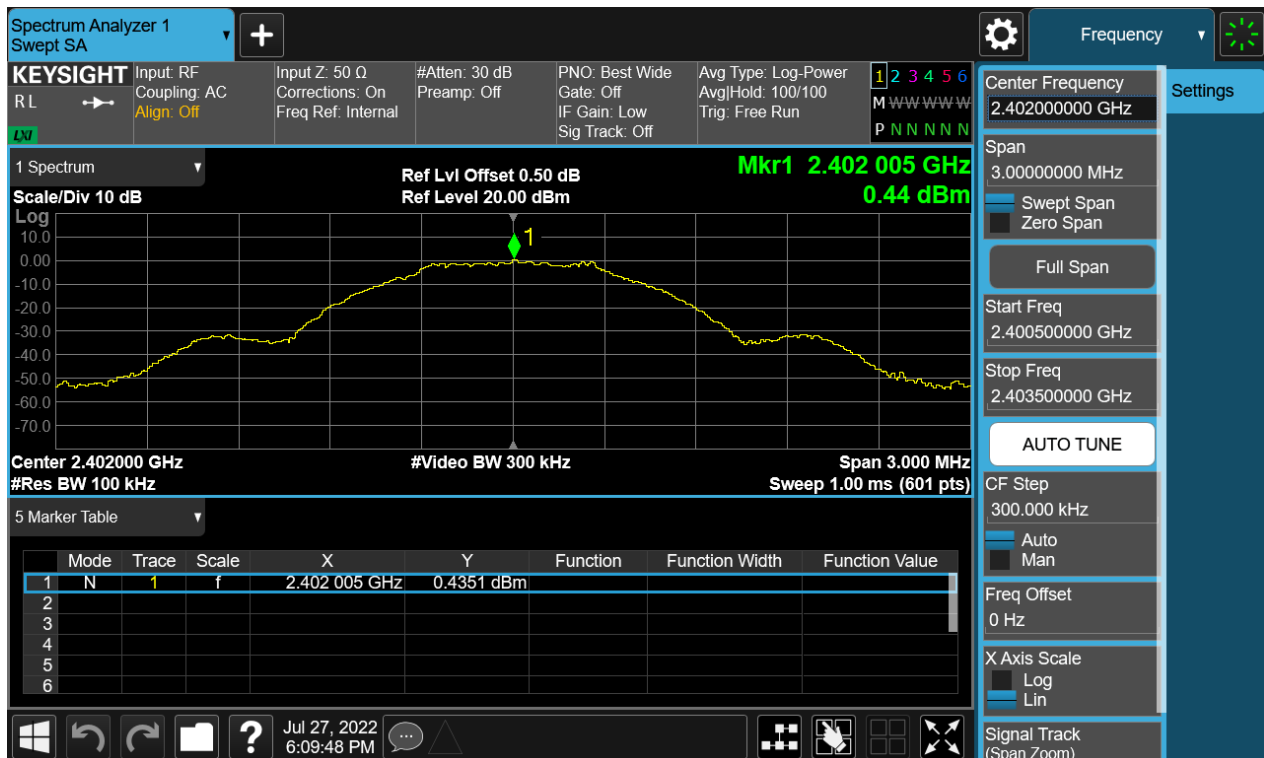 Spectrum Analyzer 1
Swept SA
Frequency
KEYSIGHT
R L
LXI
Input: RF
Coupling: AC
Align: Off
Input Z: 50 Ω
Corrections: On
Freq Ref: Internal
#Atten: 30 dB
Preamp: Off
PNO: Best Wide
Gate: Off
IF Gain: Low
Sig Track: Off
Avg Type: Log-Power
Avg|Hold: 100/100
Trig: Free Run
1 2 3 4 5 6
M W W W W W
P N N N N N
1 Spectrum
Scale/Div 10 dB
Ref Lvl Offset 0.50 dB
Ref Level 20.00 dBm
Mkr1 2.402 005 GHz
0.44 dBm
Log
10.0
0.00
-10.0
-20.0
-30.0
-40.0
-50.0
-60.0
-70.0
1
Center 2.402000 GHz
#Res BW 100 kHz
#Video BW 300 kHz
Span 3.000 MHz
Sweep 1.00 ms (601 pts)
5 Marker Table
Mode Trace Scale X Y Function Function Width Function Value
1 N 1 f 2.402 005 GHz 0.4351 dBm
2
3
4
5
6
Jul 27, 2022
6:09:48 PM
Center Frequency
2.402000000 GHz
Span
3.00000000 MHz
Swept Span
Zero Span
Full Span
Start Freq
2.400500000 GHz
Stop Freq
2.403500000 GHz
AUTO TUNE
CF Step
300.000 kHz
Auto
Man
Freq Offset
0 Hz
X Axis Scale
Log
Lin
Signal Track
(Span Zoom)
Settings